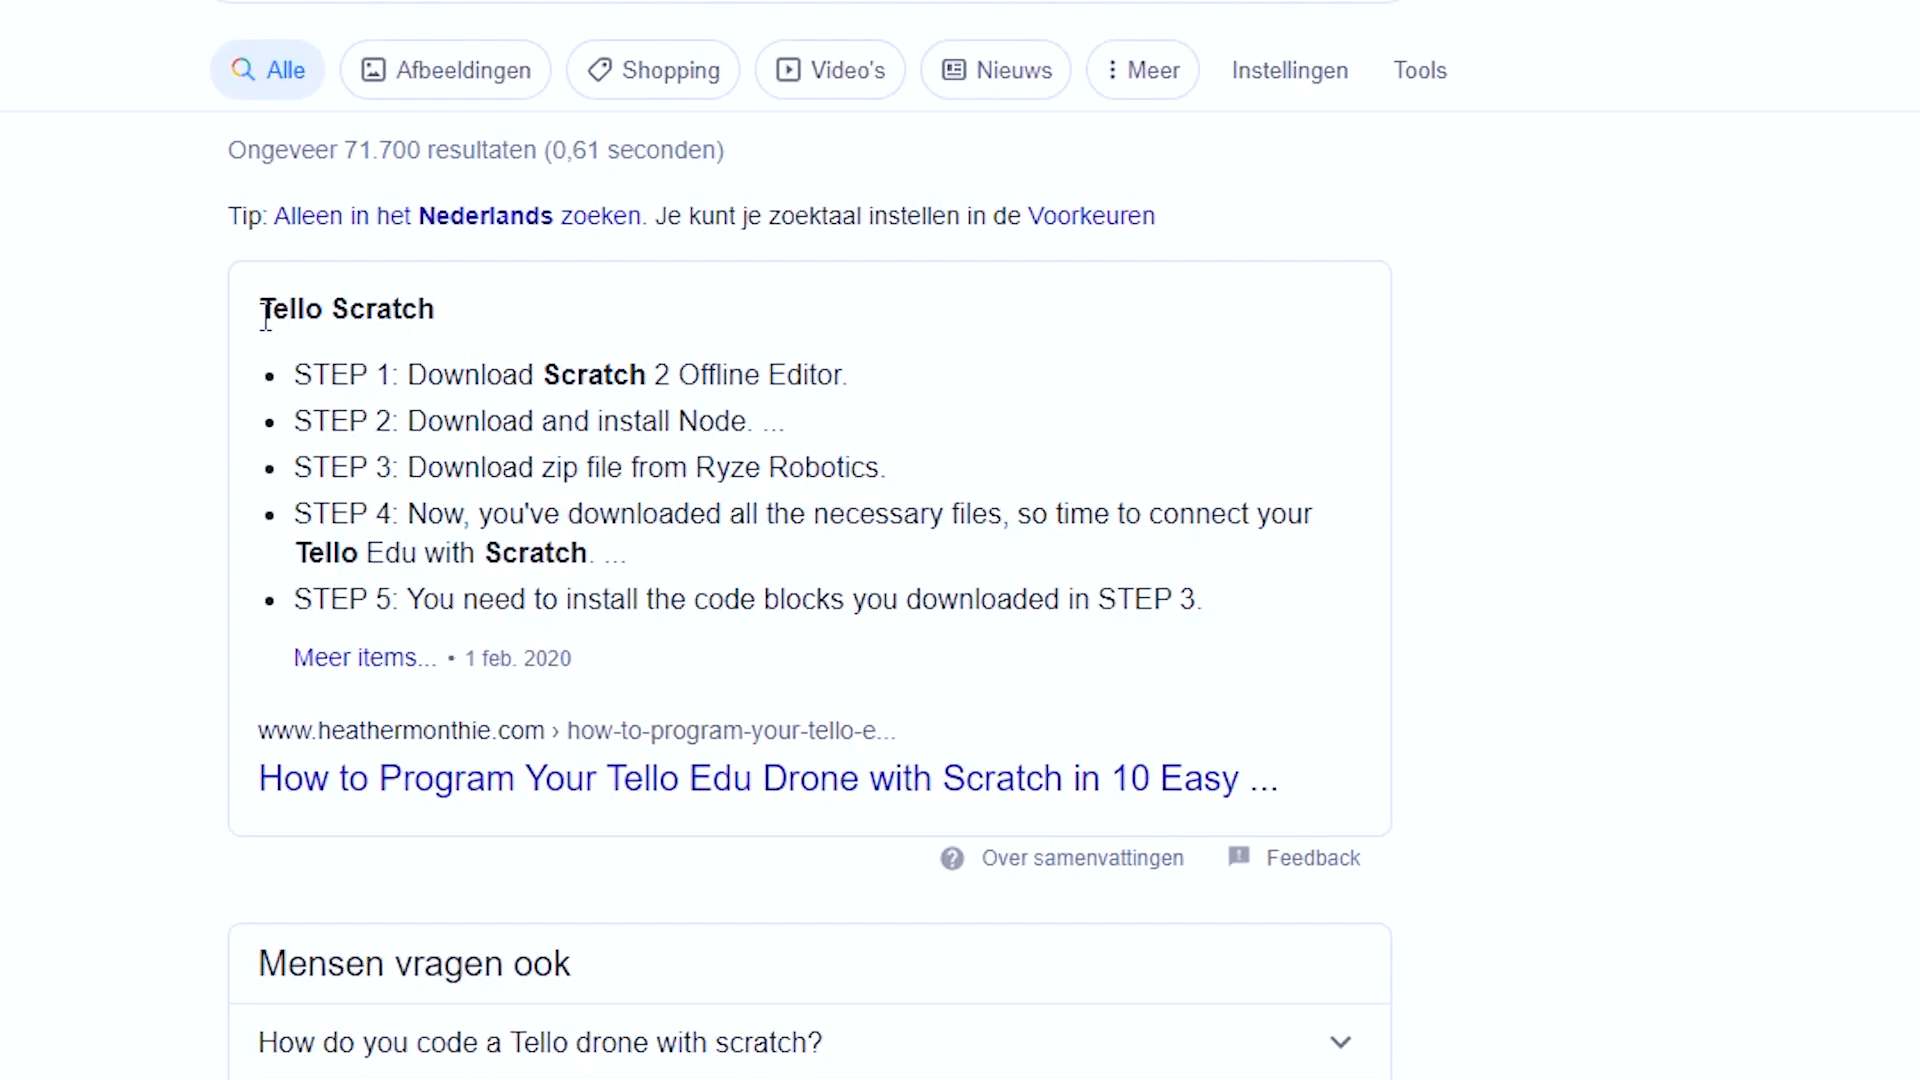 Alle Afbeeldingen Shopping Video's Nieuws Meer Instellingen Tools
Ongeveer 71.700 resultaten (0,61 seconden)
Tip: Alleen in het Nederlands zoeken. Je kunt je zoektaal instellen in de Voorkeuren
Tello Scratch
• STEP 1: Download Scratch 2 Offline Editor.
• STEP 2: Download and install Node. ...
• STEP 3: Download zip file from Ryze Robotics.
• STEP 4: Now, you've downloaded all the necessary files, so time to connect your
Tello Edu with Scratch. ...
• STEP 5: You need to install the code blocks you downloaded in STEP 3.
Meer items... • 1 feb. 2020
www.heathermonthie.com › how-to-program-your-tello-e...
How to Program Your Tello Edu Drone with Scratch in 10 Easy ...
Over samenvattingen Feedback
Mensen vragen ook
How do you code a Tello drone with scratch?